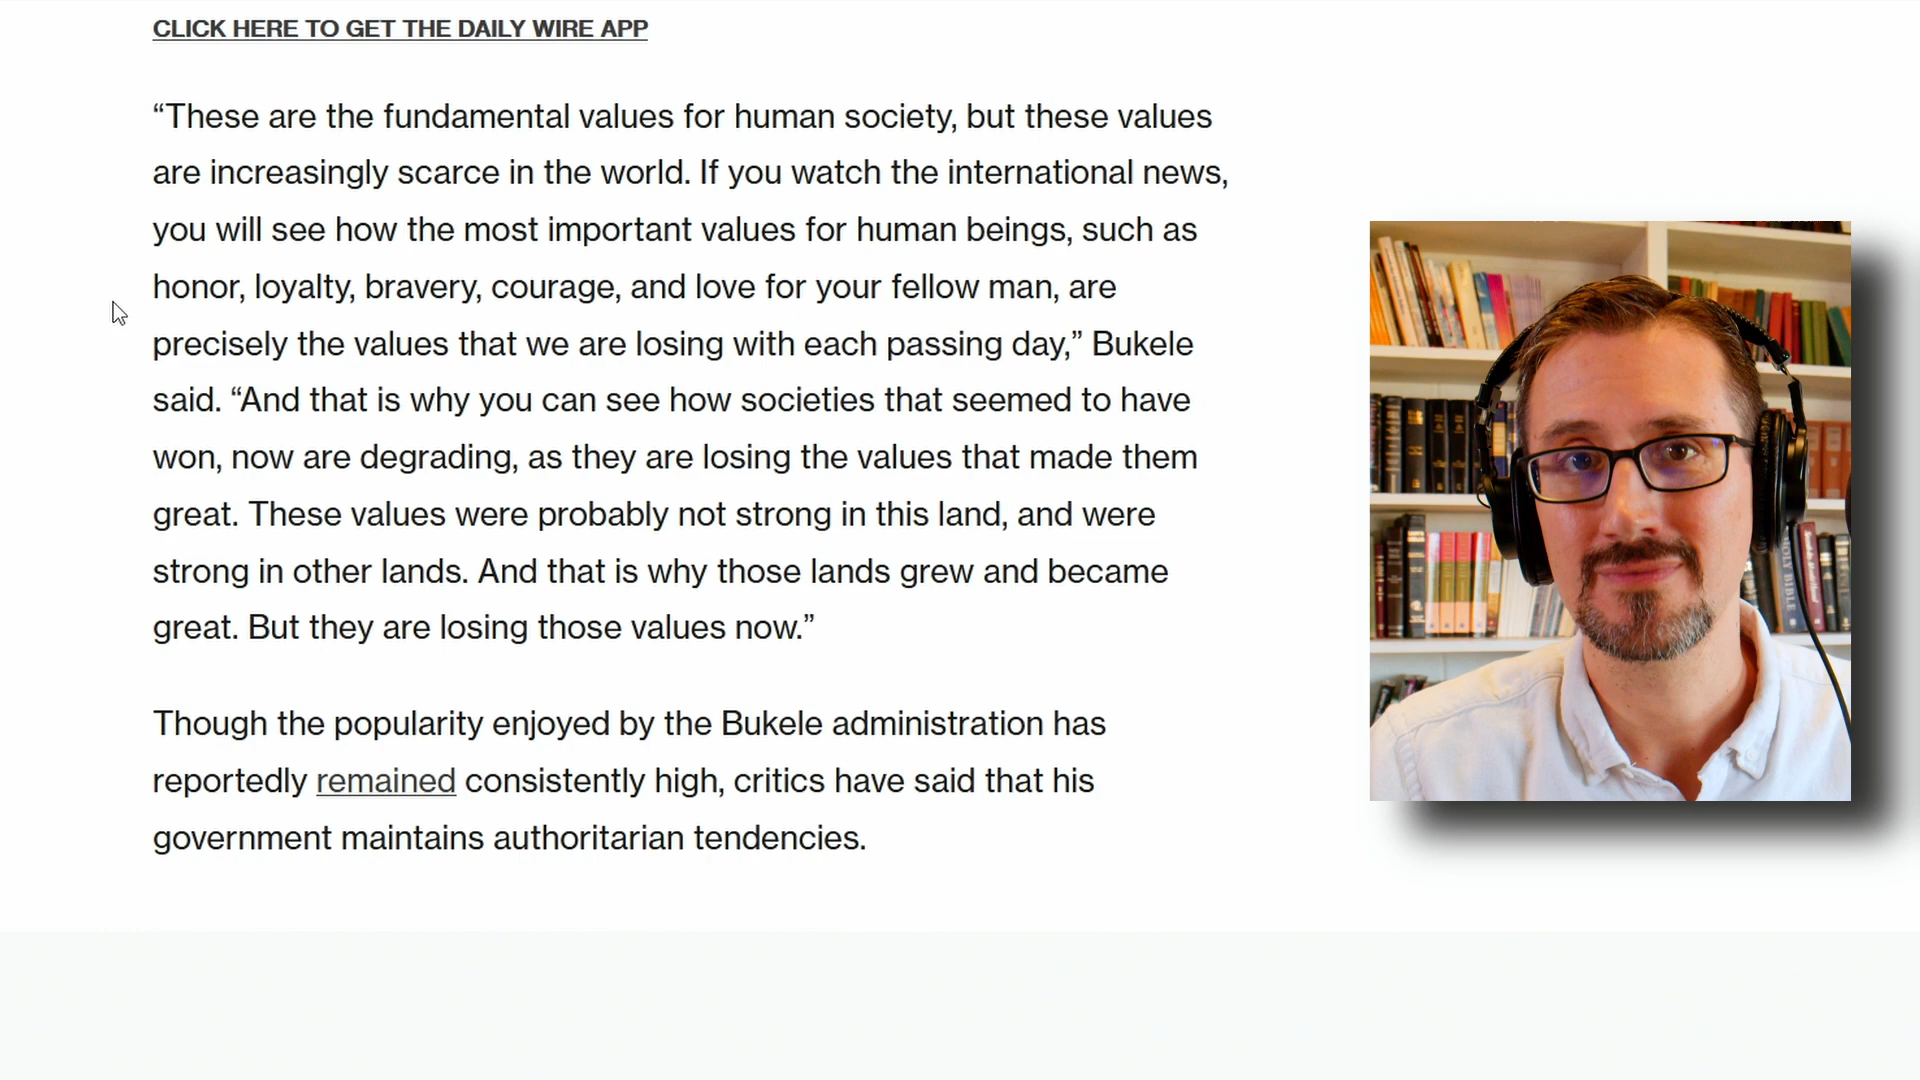 CLICK HERE TO GET THE DAILY WIRE APP
“These are the fundamental values for human society, but these values
are increasingly scarce in the world. If you watch the international news,
you will see how the most important values for human beings, such as
honor, loyalty, bravery, courage, and love for your fellow man, are
precisely the values that we are losing with each passing day,” Bukele
said. “And that is why you can see how societies that seemed to have
won, now are degrading, as they are losing the values that made them
great. These values were probably not strong in this land, and were
strong in other lands. And that is why those lands grew and became
great. But they are losing those values now.”
Though the popularity enjoyed by the Bukele administration has
reportedly remained consistently high, critics have said that his
government maintains authoritarian tendencies.
HOLY BIBLE